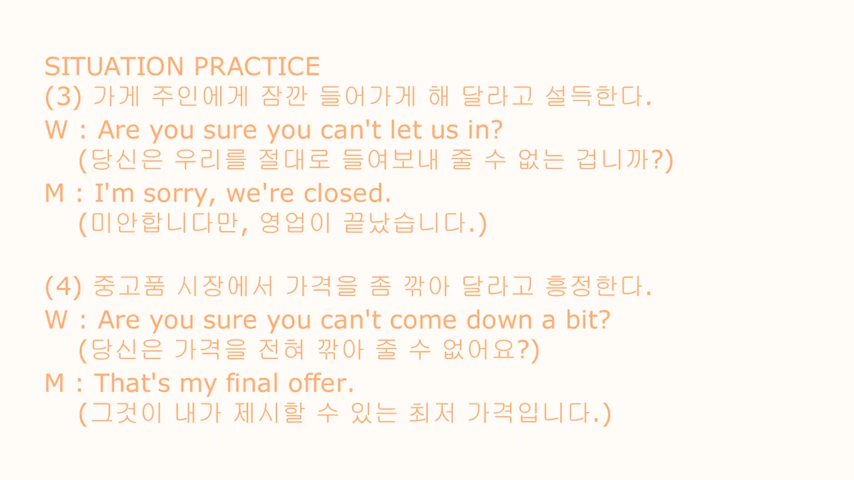 SITUATION PRACTICE
(3) 가게 주인에게 잠깐 들어가게 해 달라고 설득한다.
W : Are you sure you can't let us in?
(당신은 우리를 절대로 들여보내 줄 수 없는 겁니까?)
M : I'm sorry, we're closed.
(미안합니다만, 영업이 끝났습니다.)
(4) 중고품 시장에서 가격을 좀 깎아 달라고 흥정한다.
W : Are you sure you can't come down a bit?
(당신은 가격을 전혀 깎아 줄 수 없어요?)
M : That's my final offer.
(그것이 내가 제시할 수 있는 최저 가격입니다.)